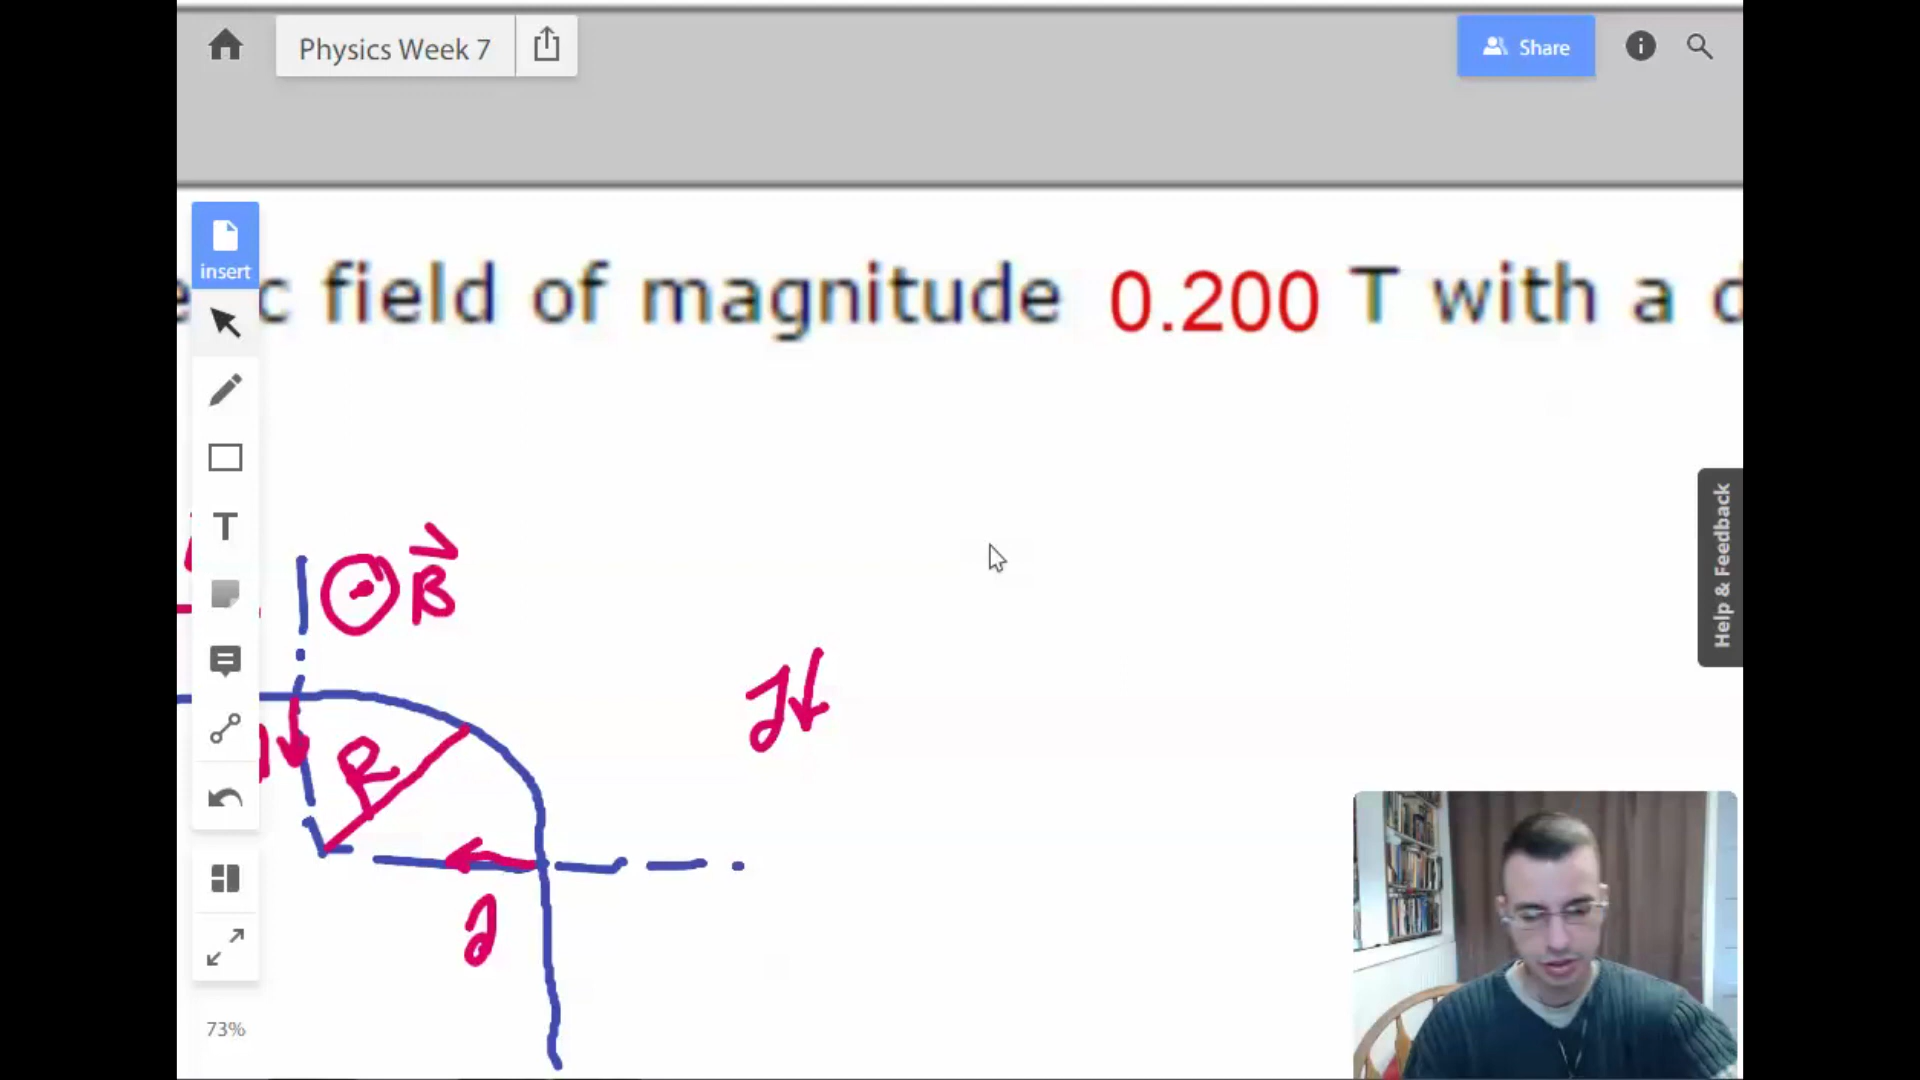 Physics Week 7
Share
insert
c field of magnitude 0.200 T with a
T
B
R
Help & Feedback
73%